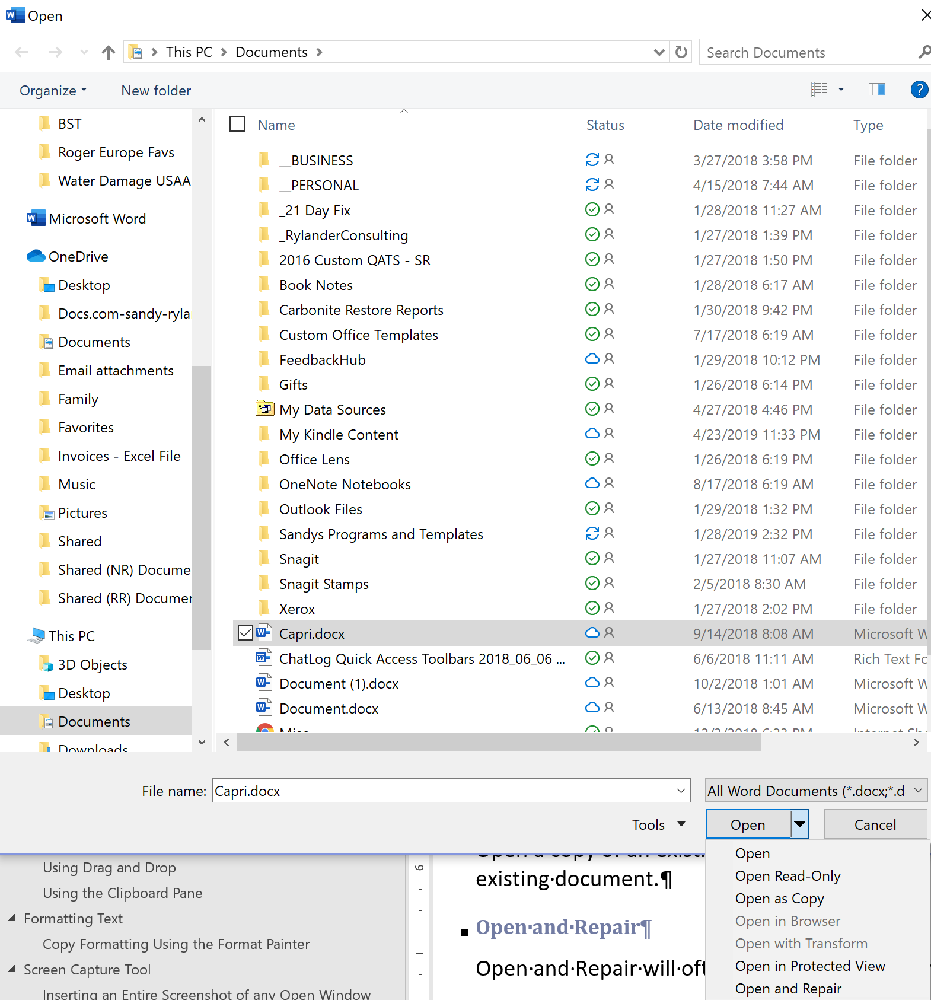 Open
This PC > Documents >
Search Documents
Organize
New folder
?
BST
Roger Europe Favs
Water Damage USAA
Microsoft Word
OneDrive
Desktop
Docs.com-sandy-ryla
Documents
Email attachments
Family
Favorites
Invoices - Excel File
Music
Pictures
Shared
Shared (NR) Docume
Shared (RR) Documer
This PC
3D Objects
Desktop
Documents
Downloads
Name Status Date modified Type
__BUSINESS 3/27/2018 3:58 PM File folder
__PERSONAL 4/15/2018 7:44 AM File folder
_21 Day Fix 1/28/2018 11:27 AM File folder
_RylanderConsulting 1/27/2018 1:39 PM File folder
2016 Custom QATS - SR 1/27/2018 1:50 PM File folder
Book Notes 1/28/2018 6:17 AM File folder
Carbonite Restore Reports 1/30/2018 9:42 PM File folder
Custom Office Templates 7/17/2018 6:19 AM File folder
FeedbackHub 1/29/2018 10:12 PM File folder
Gifts 1/26/2018 6:14 PM File folder
My Data Sources 4/27/2018 4:46 PM File folder
My Kindle Content 4/23/2019 11:33 PM File folder
Office Lens 1/26/2018 6:19 PM File folder
OneNote Notebooks 8/17/2018 6:19 AM File folder
Outlook Files 1/29/2018 1:32 PM File folder
Sandys Programs and Templates 1/28/2019 2:32 PM File folder
Snagit 1/27/2018 11:07 AM File folder
Snagit Stamps 2/5/2018 8:30 AM File folder
Xerox 1/27/2018 2:02 PM File folder
Capri.docx 9/14/2018 8:08 AM Microsoft W
ChatLog Quick Access Toolbars 2018_06_06 ... 6/6/2018 11:11 AM Rich Text Fo
Document (1).docx 10/2/2018 1:01 AM Microsoft W
Document.docx 6/13/2018 8:45 AM Microsoft W
File name: Capri.docx
All Word Documents (*.docx;*.d
Tools
Open
Cancel
Open
Open Read-Only
Open as Copy
Open in Browser
Open with Transform
Open in Protected View
Open and Repair
Using Drag and Drop
Using the Clipboard Pane
Formatting Text
Copy Formatting Using the Format Painter
Screen Capture Tool
Inserting an Entire Screenshot of any Open Window
6
Open·a·copy·of·an·existi
existing·document.¶
Open·and·Repair¶
Open·and·Repair·will·oft